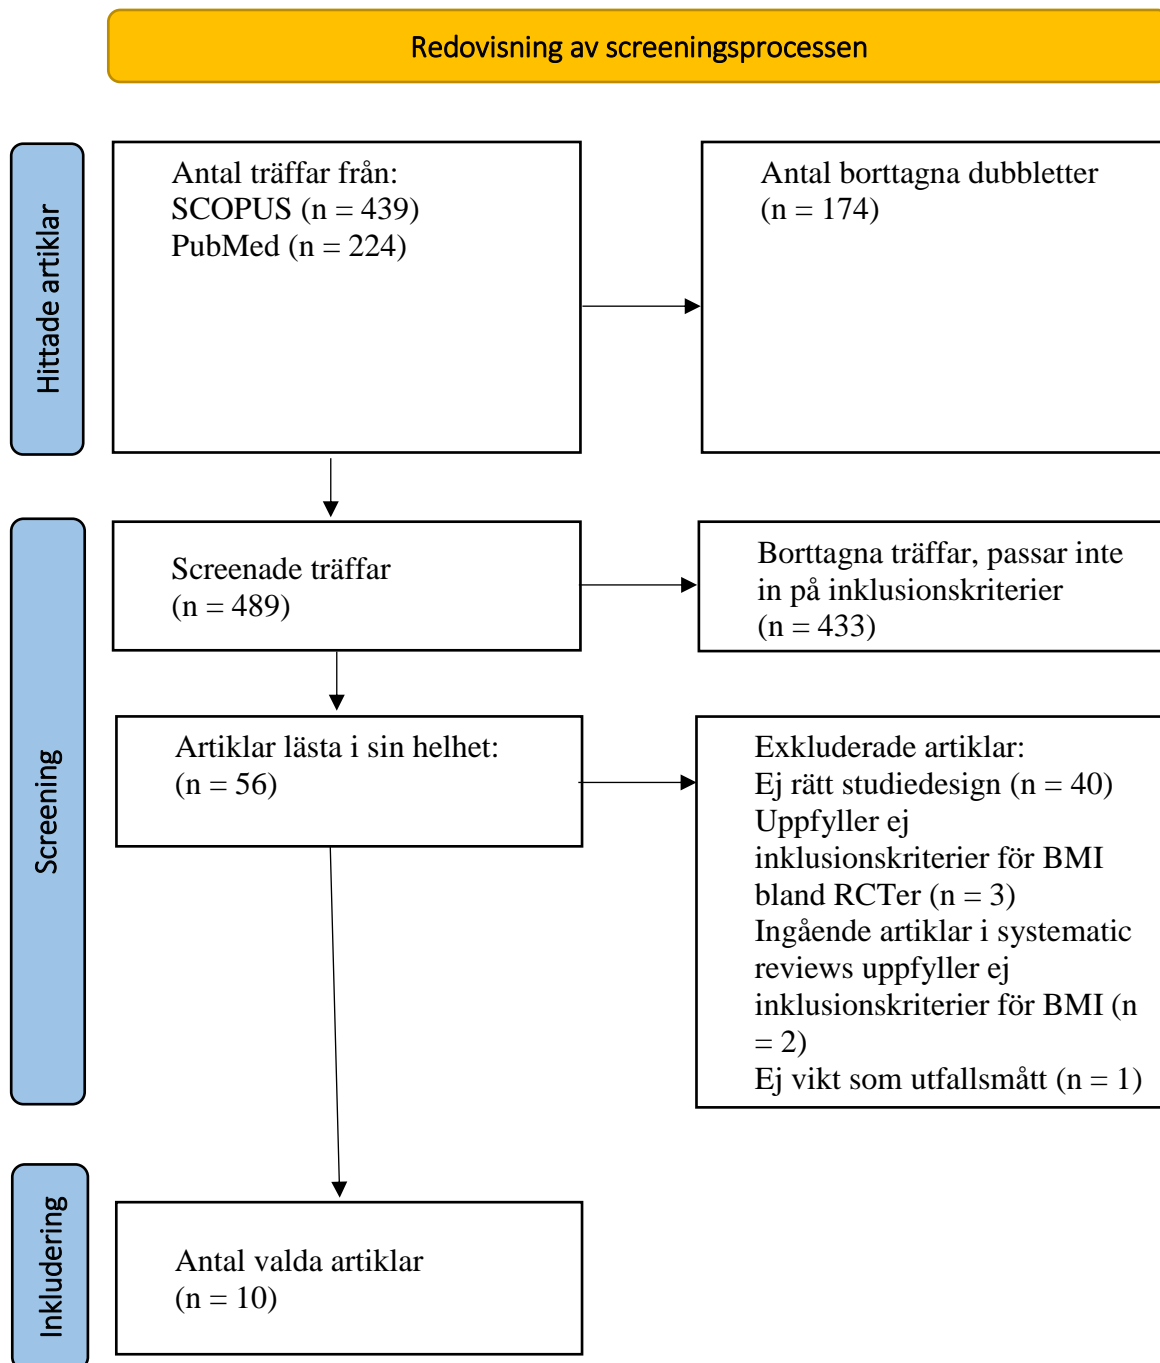 Redovisning av screeningsprocessen
Hittade artiklar
Antal träffar från:
SCOPUS (n = 439)
PubMed (n = 224)
Antal borttagna dubbletter
(n = 174)
Screening
Screenade träffar
(n = 489)
Borttagna träffar, passar inte
in på inklusionskriterier
(n = 433)
Artiklar lästa i sin helhet:
(n = 56)
Exkluderade artiklar:
Ej rätt studiedesign (n = 40)
Uppfyller ej
inklusionskriterier för BMI
bland RCTer (n = 3)
Ingående artiklar i systematic
reviews uppfyller ej
inklusionskriterier för BMI (n
= 2)
Ej vikt som utfallsmått (n = 1)
Inkludering
Antal valda artiklar
(n = 10)